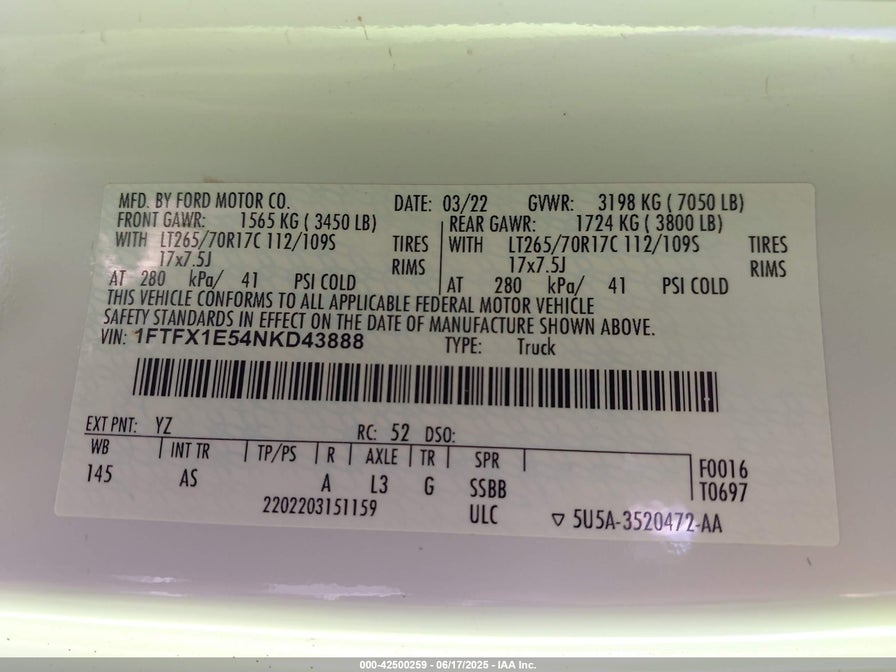 MFD. BY FORD MOTOR CO. DATE: 03/22 GVWR: 3198 KG ( 7050 LB)
FRONT GAWR: 1565 KG ( 3450 LB) REAR GAWR: 1724 KG ( 3800 LB)
WITH LT265/70R17C 112/109S TIRES WITH LT265/70R17C 112/109S TIRES
17x7.5J RIMS 17x7.5J RIMS
AT 280 kPa/ 41 PSI COLD AT 280 kPa/ 41 PSI COLD
THIS VEHICLE CONFORMS TO ALL APPLICABLE FEDERAL MOTOR VEHICLE
SAFETY STANDARDS IN EFFECT ON THE DATE OF MANUFACTURE SHOWN ABOVE.
VIN: 1FTFX1E54NKD43888 TYPE: Truck
EXT PNT: YZ RC: 52 DSO:
WB INT TR TP/PS R AXLE TR SPR F0016
145 AS A L3 G SSBB T0697
2202203151159 ULC ▽ 5U5A-3520472-AA
000-42500259 - 06/17/2025 - IAA Inc.